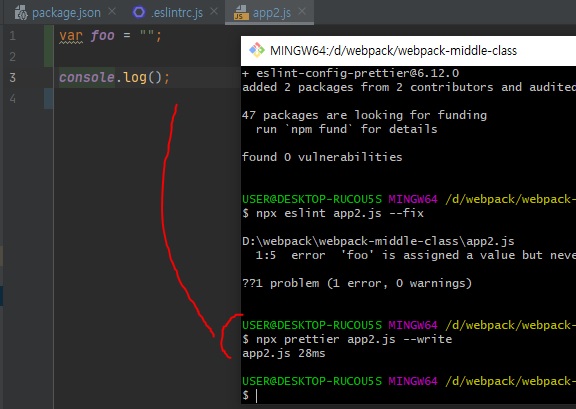 package.json
.eslintrc.js
app2.js
1 var foo = "";
2
3 console.log();
4
MINGW64:/d/webpack/webpack-middle-class
+ eslint-config-prettier@6.12.0
added 2 packages from 2 contributors and audited
47 packages are looking for funding
run `npm fund` for details
found 0 vulnerabilities
USER@DESKTOP-RUCOU5S MINGW64 /d/webpack/webpack-
$ npx eslint app2.js --fix
D:\webpack\webpack-middle-class\app2.js
1:5 error 'foo' is assigned a value but neve
??1 problem (1 error, 0 warnings)
USER@DESKTOP-RUCOU5S MINGW64 /d/webpack/webpack-
$ npx prettier app2.js --write
app2.js 28ms
USER@DESKTOP-RUCOU5S MINGW64 /d/webpack/webpack-
$